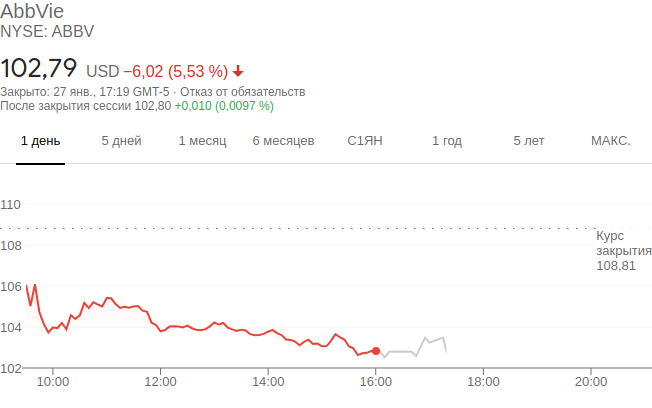 AbbVie
NYSE: ABBV
102,79 USD −6,02 (5,53 %)
Закрыто: 27 янв., 17:19 GMT-5 · Отказ от обязательств
После закрытия сессии 102,80 +0,010 (0,0097 %)
1 день 5 дней 1 месяц 6 месяцев С1ЯН 1 год 5 лет МАКС.
110
Курс
108
закрытия
108,81
106
104
102
10:00 12:00 14:00 16:00 18:00 20:00